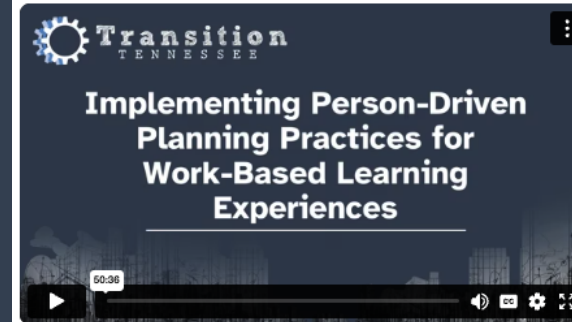 Transition
TENNESSEE
Implementing Person-Driven
Planning Practices for
Work-Based Learning
Experiences
50:36
CC